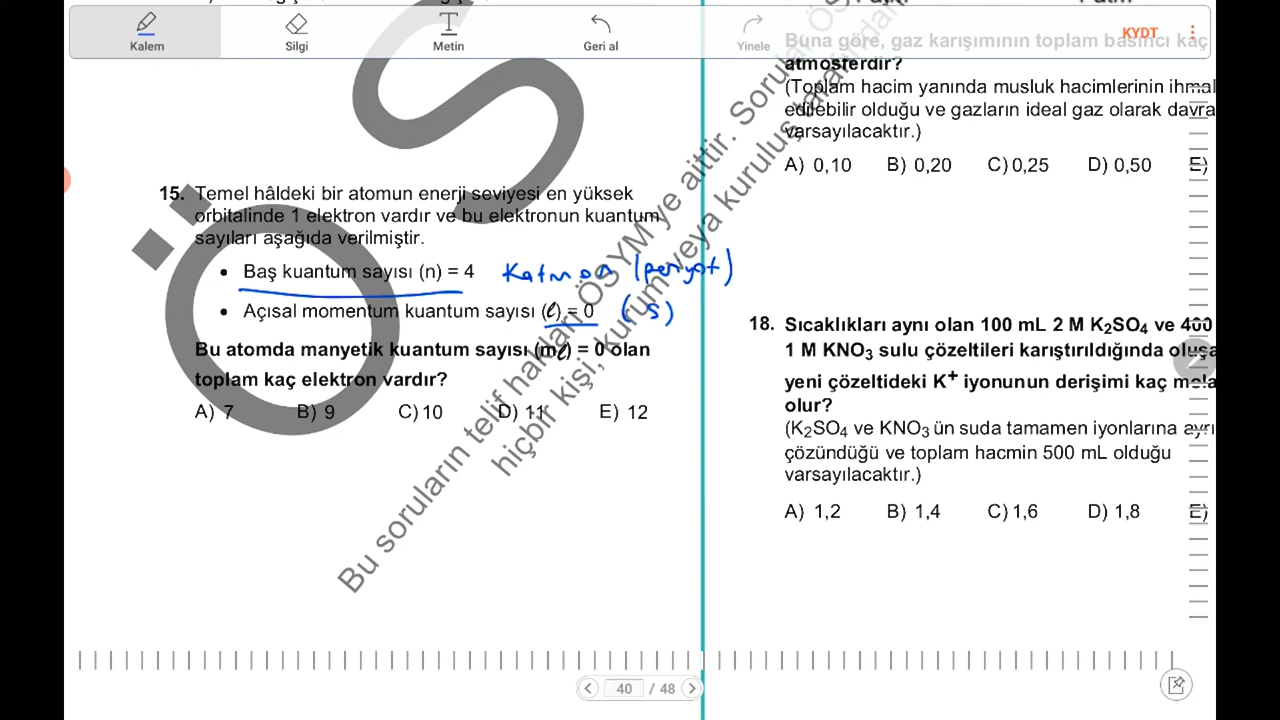 Kalem
Silgi
Metin
Geri al
Yinele
KYDT
15. Temel hâldeki bir atomun enerji seviyesi en yüksek
orbitalinde 1 elektron vardır ve bu elektronun kuantum
sayıları aşağıda verilmiştir.
• Baş kuantum sayısı (n) = 4 Katman (periyot)
• Açısal momentum kuantum sayısı (ℓ) = 0 (s)
Bu atomda manyetik kuantum sayısı (mℓ) = 0 olan
toplam kaç elektron vardır?
A) 7 B) 9 C) 10 D) 11 E) 12
Buna göre, gaz karışımının toplam basıncı kaç
atmosferdir?
(Toplam hacim yanında musluk hacimlerinin ihmal
edilebilir olduğu ve gazların ideal gaz olarak davra
varsayılacaktır.)
A) 0,10 B) 0,20 C) 0,25 D) 0,50 E)
18. Sıcaklıkları aynı olan 100 mL 2 M K₂SO₄ ve 400
1 M KNO₃ sulu çözeltileri karıştırıldığında oluşa
yeni çözeltideki K⁺ iyonunun derişimi kaç mola
olur?
(K₂SO₄ ve KNO₃ ün suda tamamen iyonlarına ayrı
çözündüğü ve toplam hacmin 500 mL olduğu
varsayılacaktır.)
A) 1,2 B) 1,4 C) 1,6 D) 1,8 E)
ÖS
Bu soruların telif hakları ÖSYM'ye aittir. Sorular ÖS
hiçbir kişi, kurum veya kuruluş tarafından
40 / 48